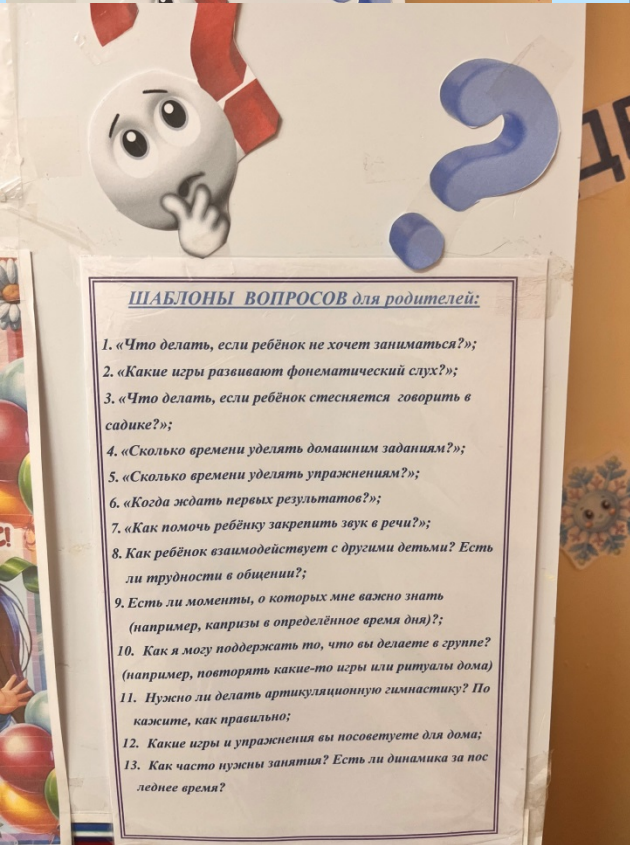 ДЕ
С!
ШАБЛОНЫ ВОПРОСОВ для родителей:
1. «Что делать, если ребёнок не хочет заниматься?»;
2. «Какие игры развивают фонематический слух?»;
3. «Что делать, если ребёнок стесняется говорить в
садике?»;
4. «Сколько времени уделять домашним заданиям?»;
5. «Сколько времени уделять упражнениям?»;
6. «Когда ждать первых результатов?»;
7. «Как помочь ребёнку закрепить звук в речи?»;
8. Как ребёнок взаимодействует с другими детьми? Есть
ли трудности в общении?;
9. Есть ли моменты, о которых мне важно знать
(например, капризы в определённое время дня)?;
10. Как я могу поддержать то, что вы делаете в группе?
(например, повторять какие-то игры или ритуалы дома)
11. Нужно ли делать артикуляционную гимнастику? По
кажите, как правильно;
12. Какие игры и упражнения вы посоветуете для дома;
13. Как часто нужны занятия? Есть ли динамика за пос
леднее время?